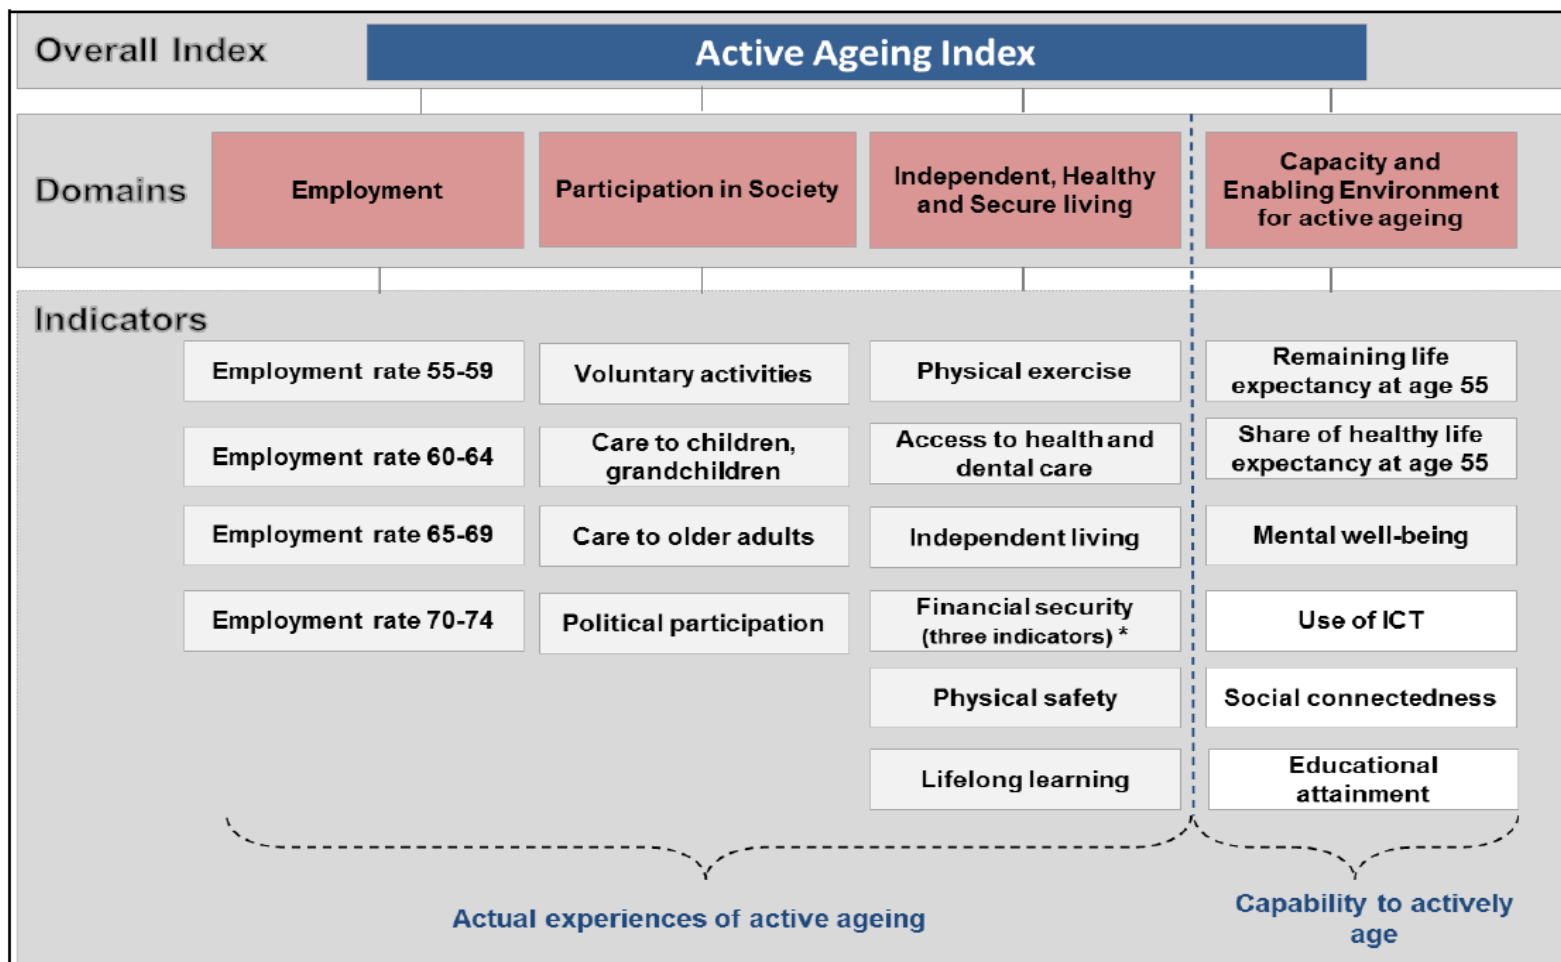 Overall Index
Active Ageing Index
Domains
Employment
Participation in Society
Independent, Healthy
and Secure living
Capacity and
Enabling Environment
for active ageing
Indicators
Employment rate 55-59
Voluntary activities
Physical exercise
Remaining life
expectancy at age 55
Employment rate 60-64
Care to children,
grandchildren
Access to health and
dental care
Share of healthy life
expectancy at age 55
Employment rate 65-69
Care to older adults
Independent living
Mental well-being
Employment rate 70-74
Political participation
Financial security
(three indicators) *
Use of ICT
Physical safety
Social connectedness
Lifelong learning
Educational
attainment
Actual experiences of active ageing
Capability to actively
age